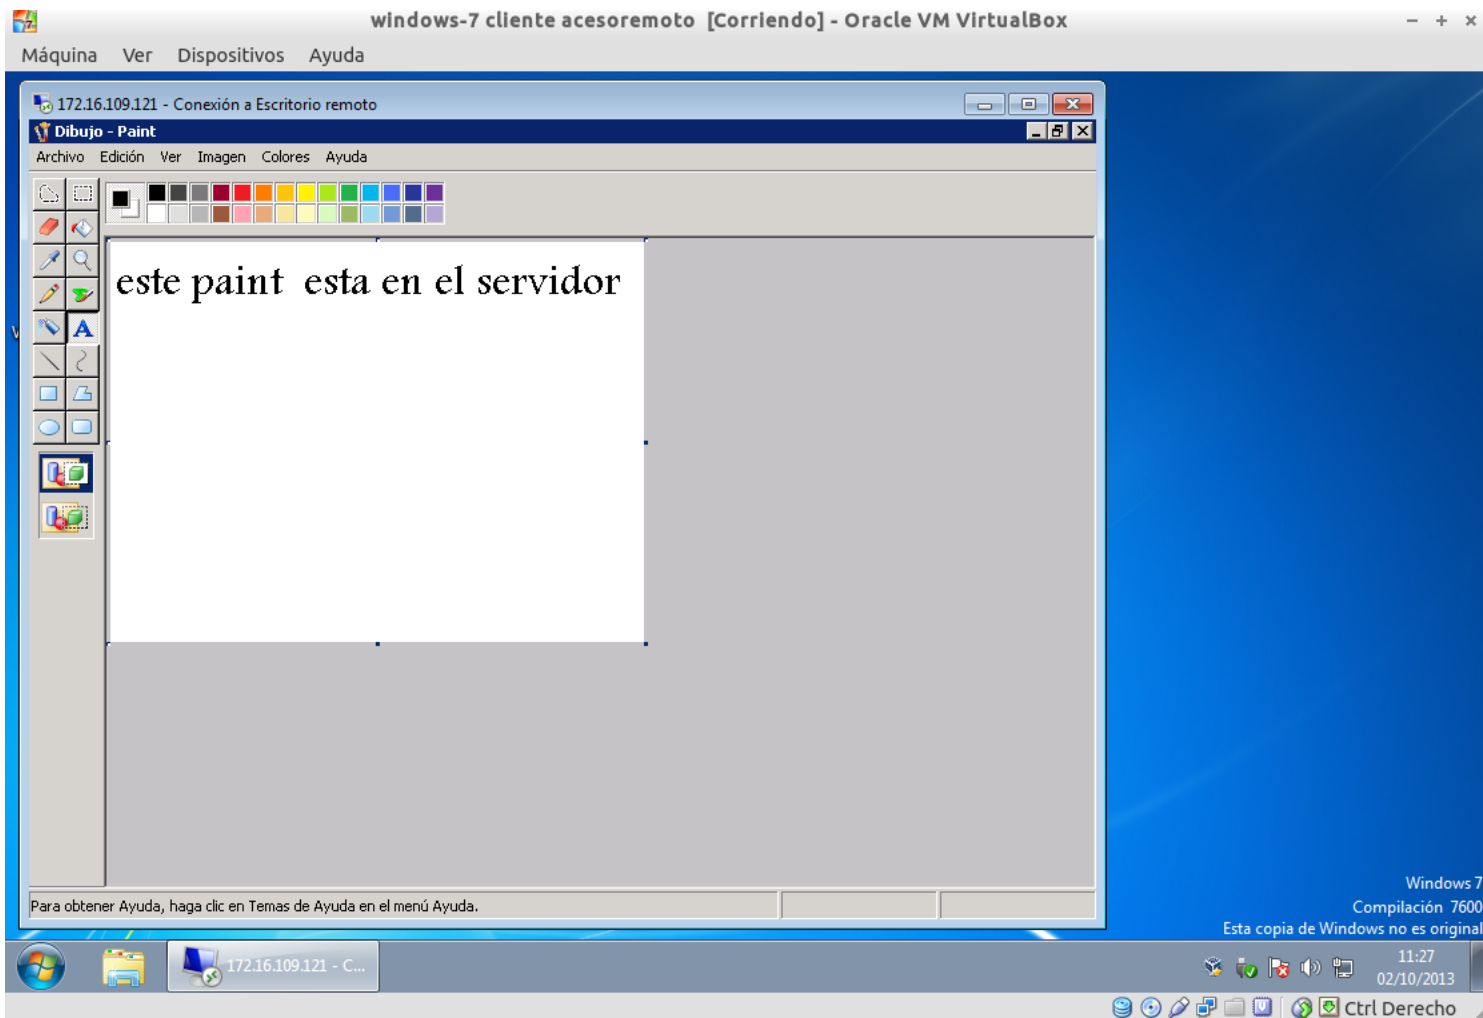 windows-7 cliente acesoremoto [Corriendo] - Oracle VM VirtualBox
Máquina Ver Dispositivos Ayuda
172.16.109.121 - Conexión a Escritorio remoto
Dibujo - Paint
Archivo Edición Ver Imagen Colores Ayuda
A
este paint esta en el servidor
Para obtener Ayuda, haga clic en Temas de Ayuda en el menú Ayuda.
Windows 7
Compilación 7600
Esta copia de Windows no es original
172.16.109.121 - C...
11:27
02/10/2013
Ctrl Derecho